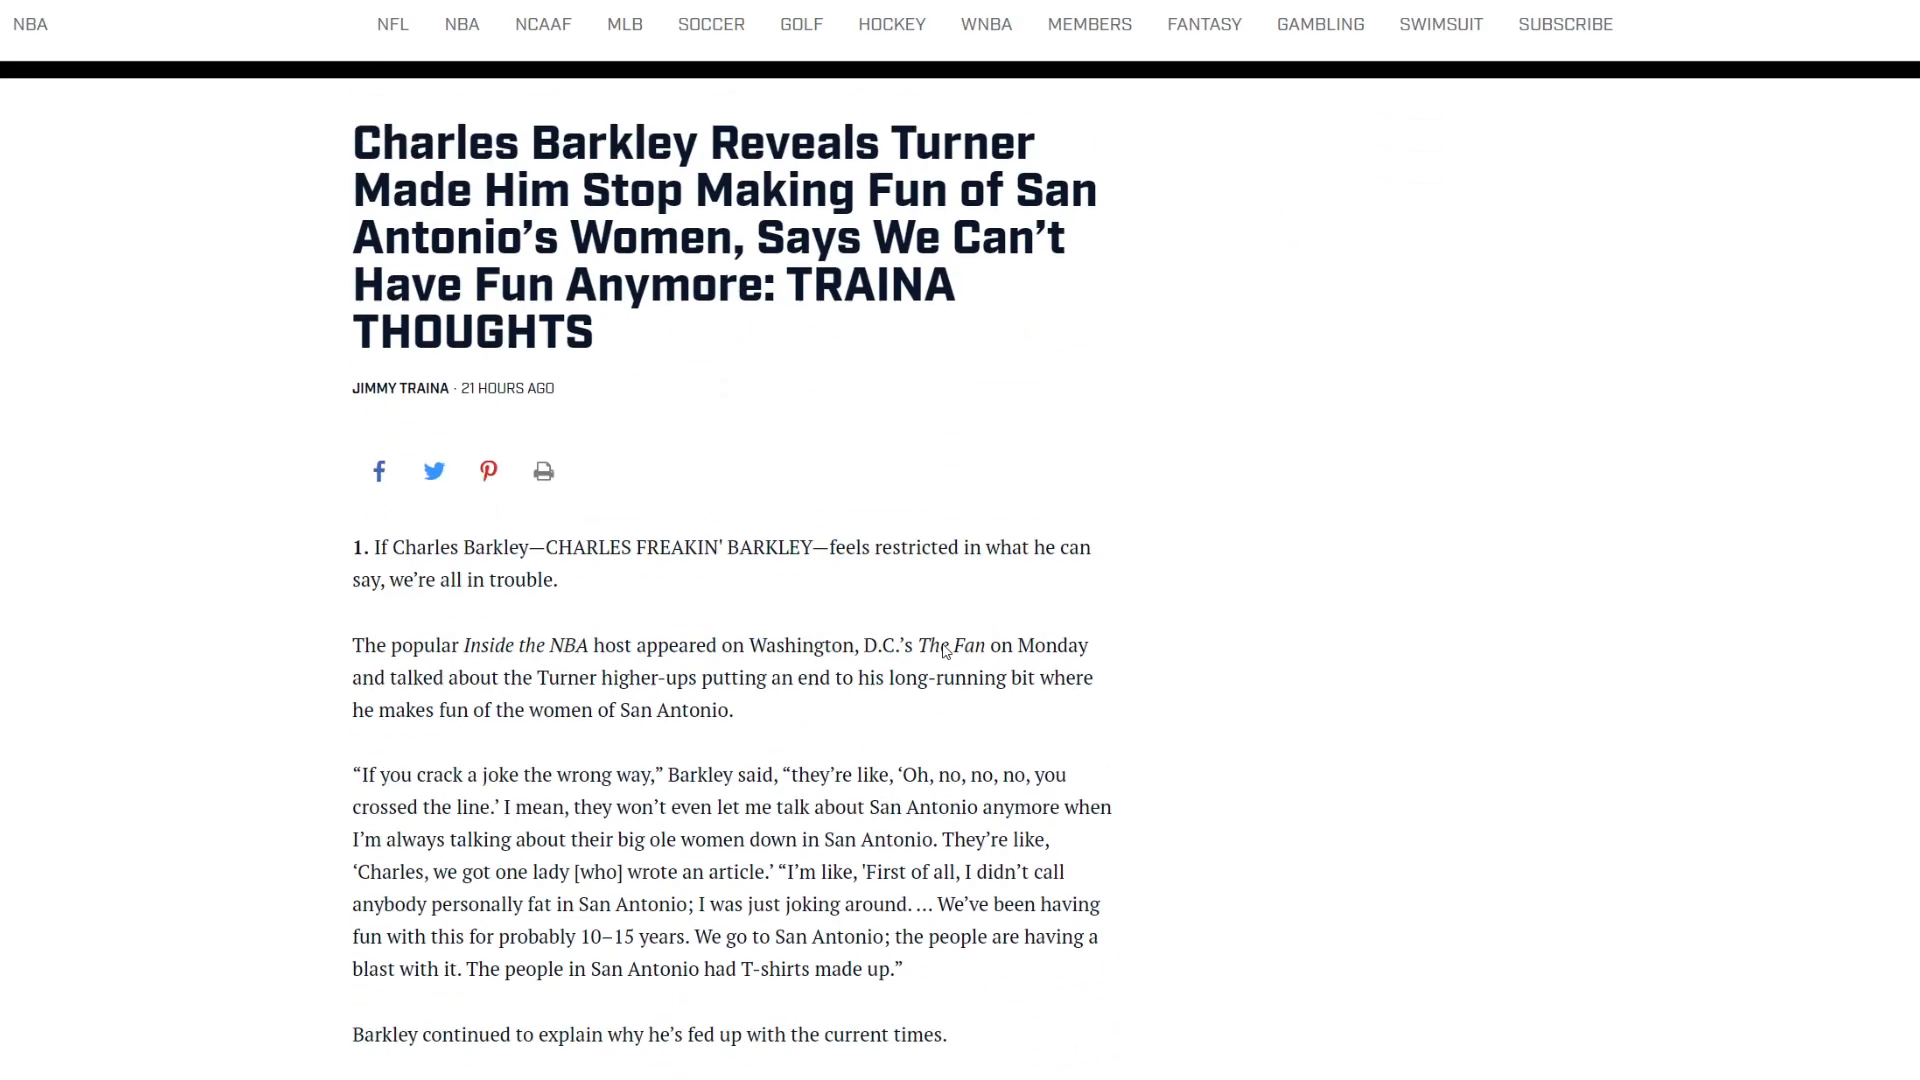 NBA
NFL NBA NCAAF MLB SOCCER GOLF HOCKEY WNBA MEMBERS FANTASY GAMBLING SWIMSUIT SUBSCRIBE
Charles Barkley Reveals Turner
Made Him Stop Making Fun of San
Antonio’s Women, Says We Can’t
Have Fun Anymore: TRAINA
THOUGHTS
JIMMY TRAINA · 21 HOURS AGO
1. If Charles Barkley—CHARLES FREAKIN' BARKLEY—feels restricted in what he can
say, we’re all in trouble.
The popular Inside the NBA host appeared on Washington, D.C.’s The Fan on Monday
and talked about the Turner higher-ups putting an end to his long-running bit where
he makes fun of the women of San Antonio.
“If you crack a joke the wrong way,” Barkley said, “they’re like, ‘Oh, no, no, no, you
crossed the line.’ I mean, they won’t even let me talk about San Antonio anymore when
I’m always talking about their big ole women down in San Antonio. They’re like,
‘Charles, we got one lady [who] wrote an article.’ “I’m like, 'First of all, I didn’t call
anybody personally fat in San Antonio; I was just joking around. … We’ve been having
fun with this for probably 10–15 years. We go to San Antonio; the people are having a
blast with it. The people in San Antonio had T-shirts made up.”
Barkley continued to explain why he’s fed up with the current times.